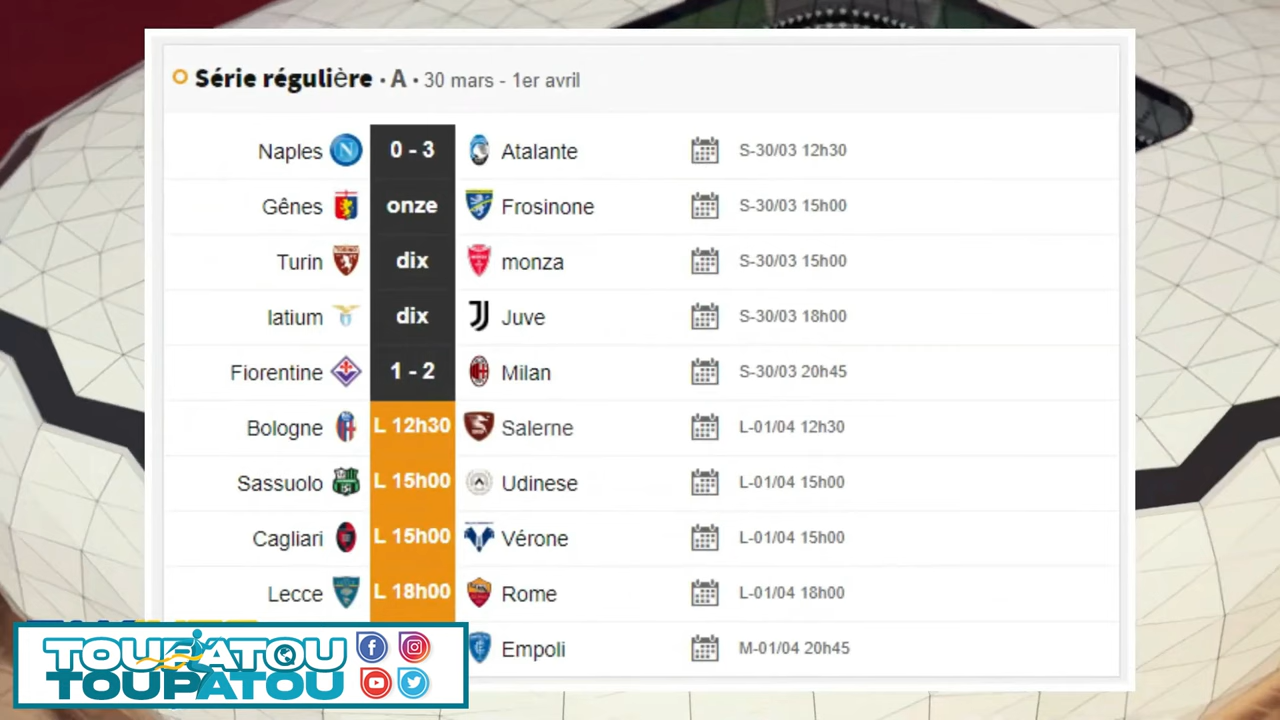 Série régulière · A · 30 mars - 1er avril
Naples 0 - 3 Atalante S-30/03 12h30
Gênes onze Frosinone S-30/03 15h00
Turin dix monza S-30/03 15h00
latium dix Juve S-30/03 18h00
Fiorentine 1 - 2 Milan S-30/03 20h45
Bologne L 12h30 Salerne L-01/04 12h30
Sassuolo L 15h00 Udinese L-01/04 15h00
Cagliari L 15h00 Vérone L-01/04 15h00
Lecce L 18h00 Rome L-01/04 18h00
Empoli M-01/04 20h45
TOUPATOU
TOUPATOU